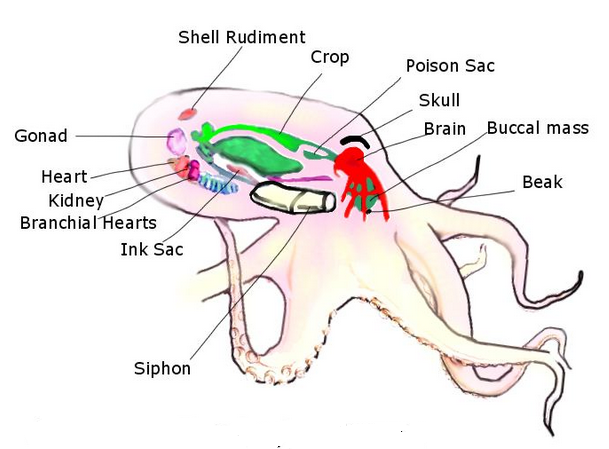 Shell Rudiment
Crop
Poison Sac
Skull
Brain
Buccal mass
Gonad
Heart
Kidney
Beak
Branchial Hearts
Ink Sac
Siphon